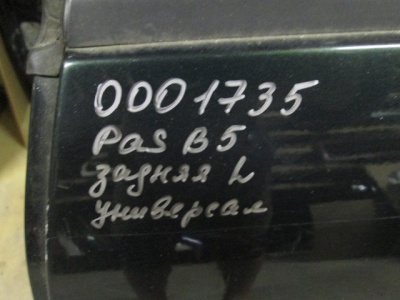 0001735
Pas B5
задняя L
универсал